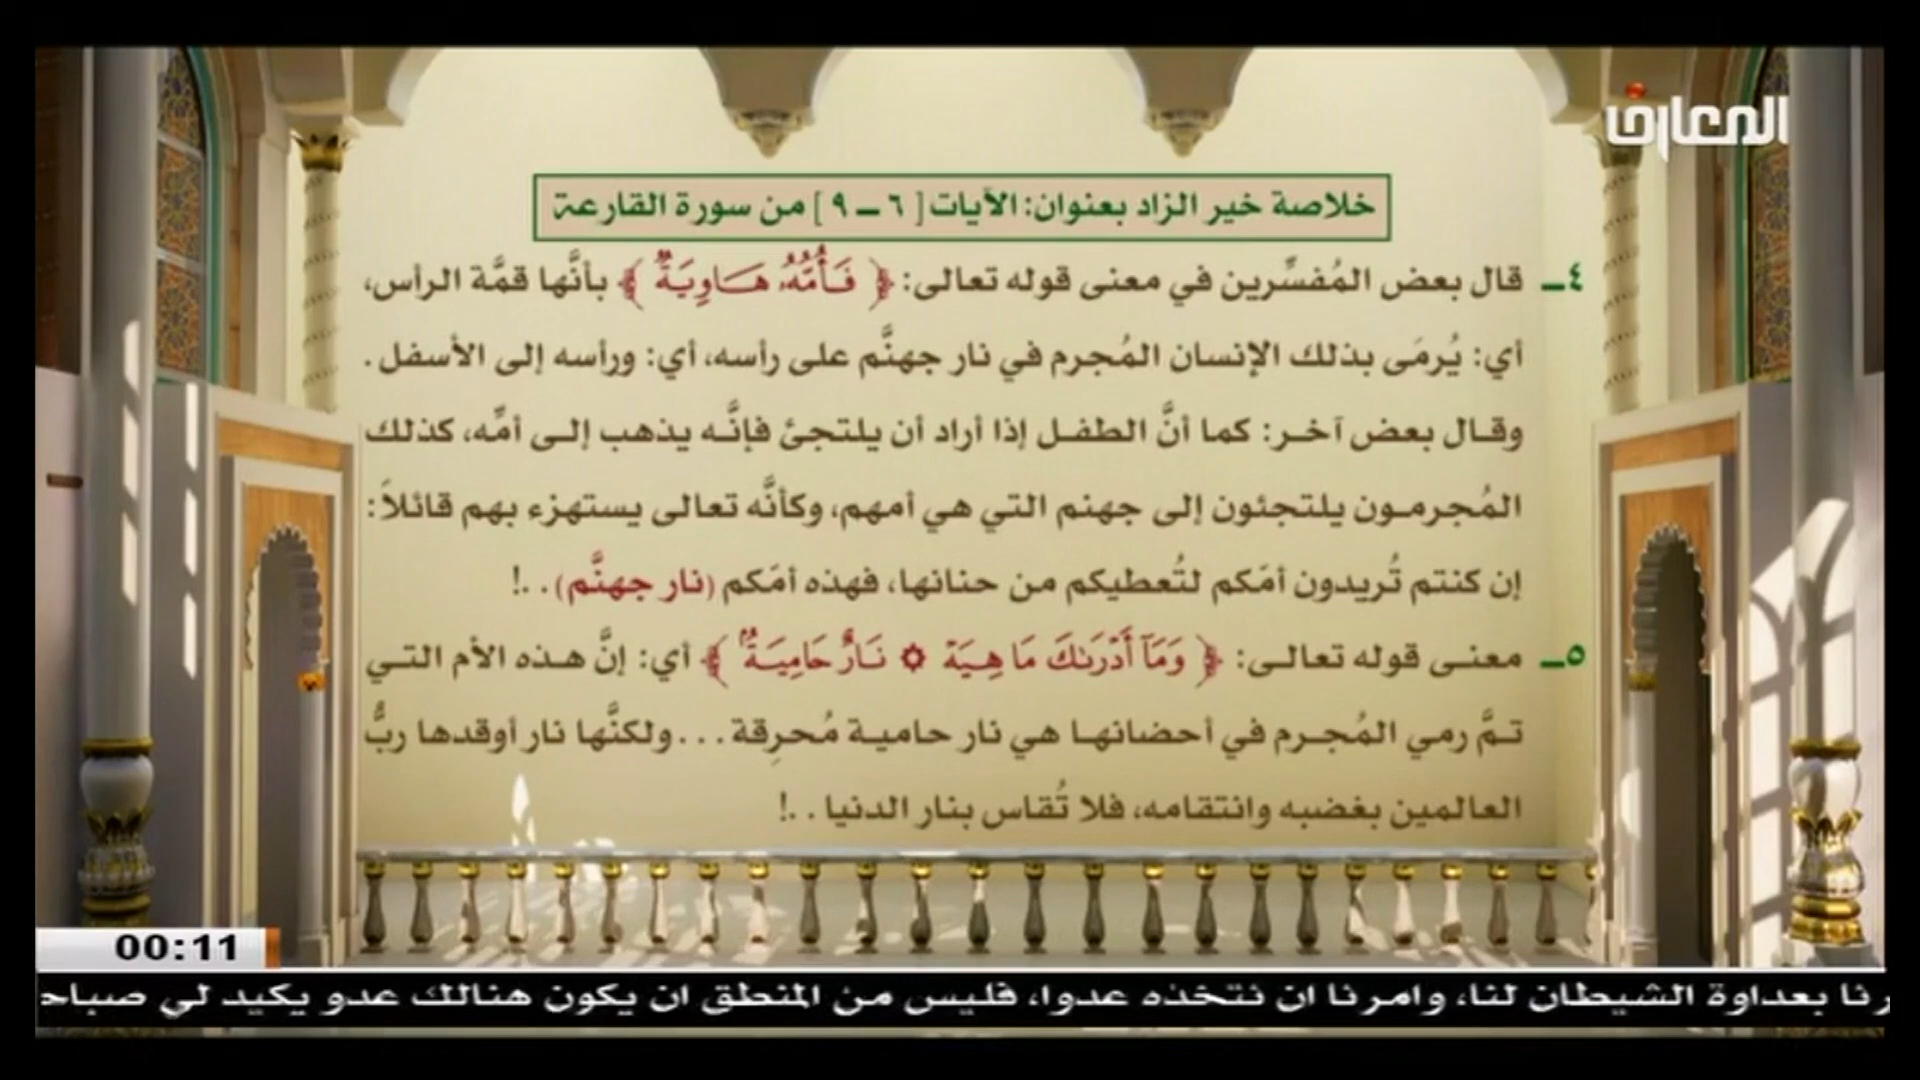 المعارف
خلاصة خير الزاد بعنوان: الآيات [ ٦ – ٩ ] من سورة القارعة
٤ـ قال بعض المُفسِّرين في معنى قوله تعالى: ﴿ فَأُمُّهُۥ هَاوِيَةٌ ﴾ بأنَّها قمَّة الرأس،
أي: يُرمَى بذلك الإنسان المُجرم في نار جهنَّم على رأسه، أي: ورأسه إلى الأسفل .
وقال بعض آخر: كما أنَّ الطفل إذا أراد أن يلتجئ فإنَّه يذهب إلى أمِّه، كذلك
المُجرمون يلتجئون إلى جهنم التي هي أمهم، وكأنَّه تعالى يستهزء بهم قائلاً:
إن كنتم تُريدون أمَكم لتُعطيكم من حنانها، فهذه أمَكم (نار جهنَّم) . .!
٥ـ معنى قوله تعالى: ﴿ وَمَآ أَدْرَىٰكَ مَا هِيَهْ ۞ نَارٌ حَامِيَةٌ ﴾ أي: إنَّ هذه الأم التي
تمَّ رمي المُجرم في أحضانها هي نار حامية مُحرِقة . . . ولكنَّها نار أوقدها ربُّ
العالمين بغضبه وانتقامه، فلا تُقاس بنار الدنيا . .!
00:11
رنا بعداوة الشيطان لنا، وامرنا ان نتخذه عدوا، فليس من المنطق ان يكون هنالك عدو يكيد لي صباح